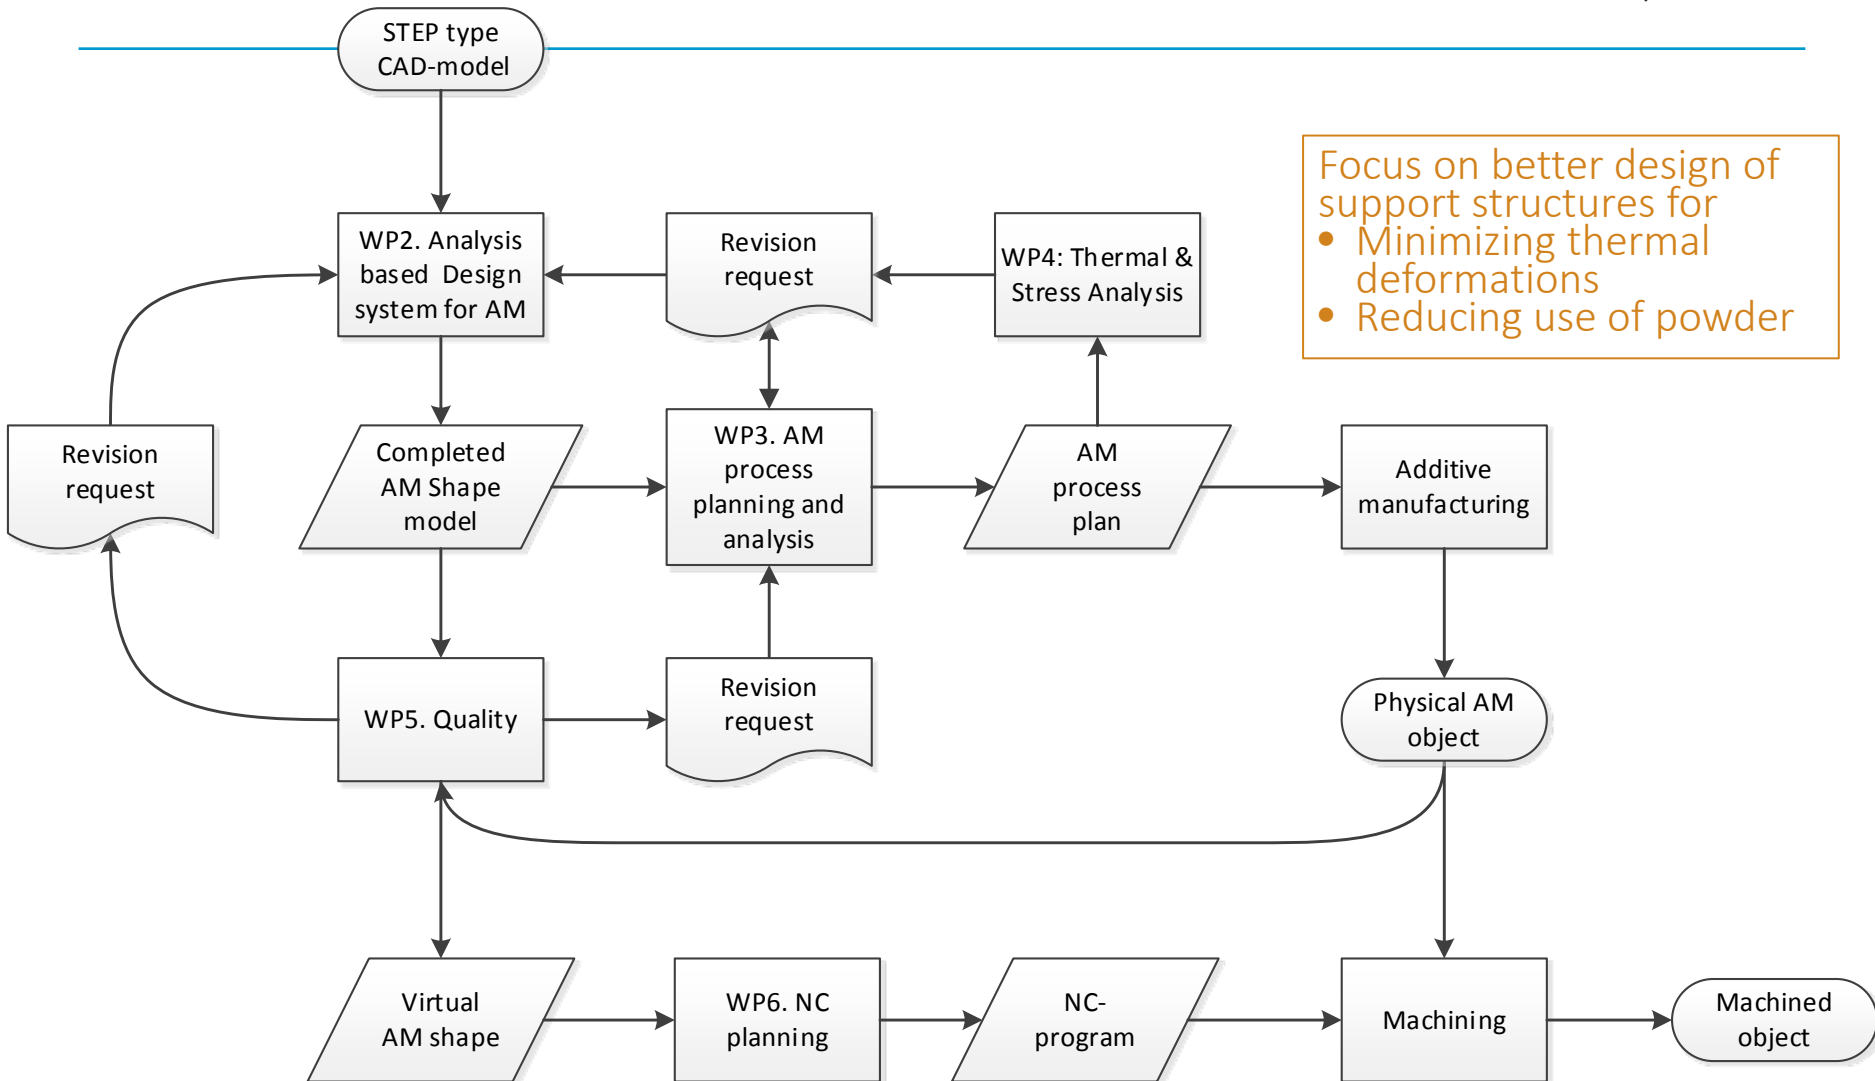 STEP type
CAD-model
Focus on better design of
support structures for
• Minimizing thermal
deformations
• Reducing use of powder
WP2. Analysis
based Design
system for AM
Revision
request
WP4: Thermal &
Stress Analysis
Revision
request
Completed
AM Shape
model
WP3. AM
process
planning and
analysis
AM
process
plan
Additive
manufacturing
WP5. Quality
Revision
request
Physical AM
object
Virtual
AM shape
WP6. NC
planning
NC-
program
Machining
Machined
object